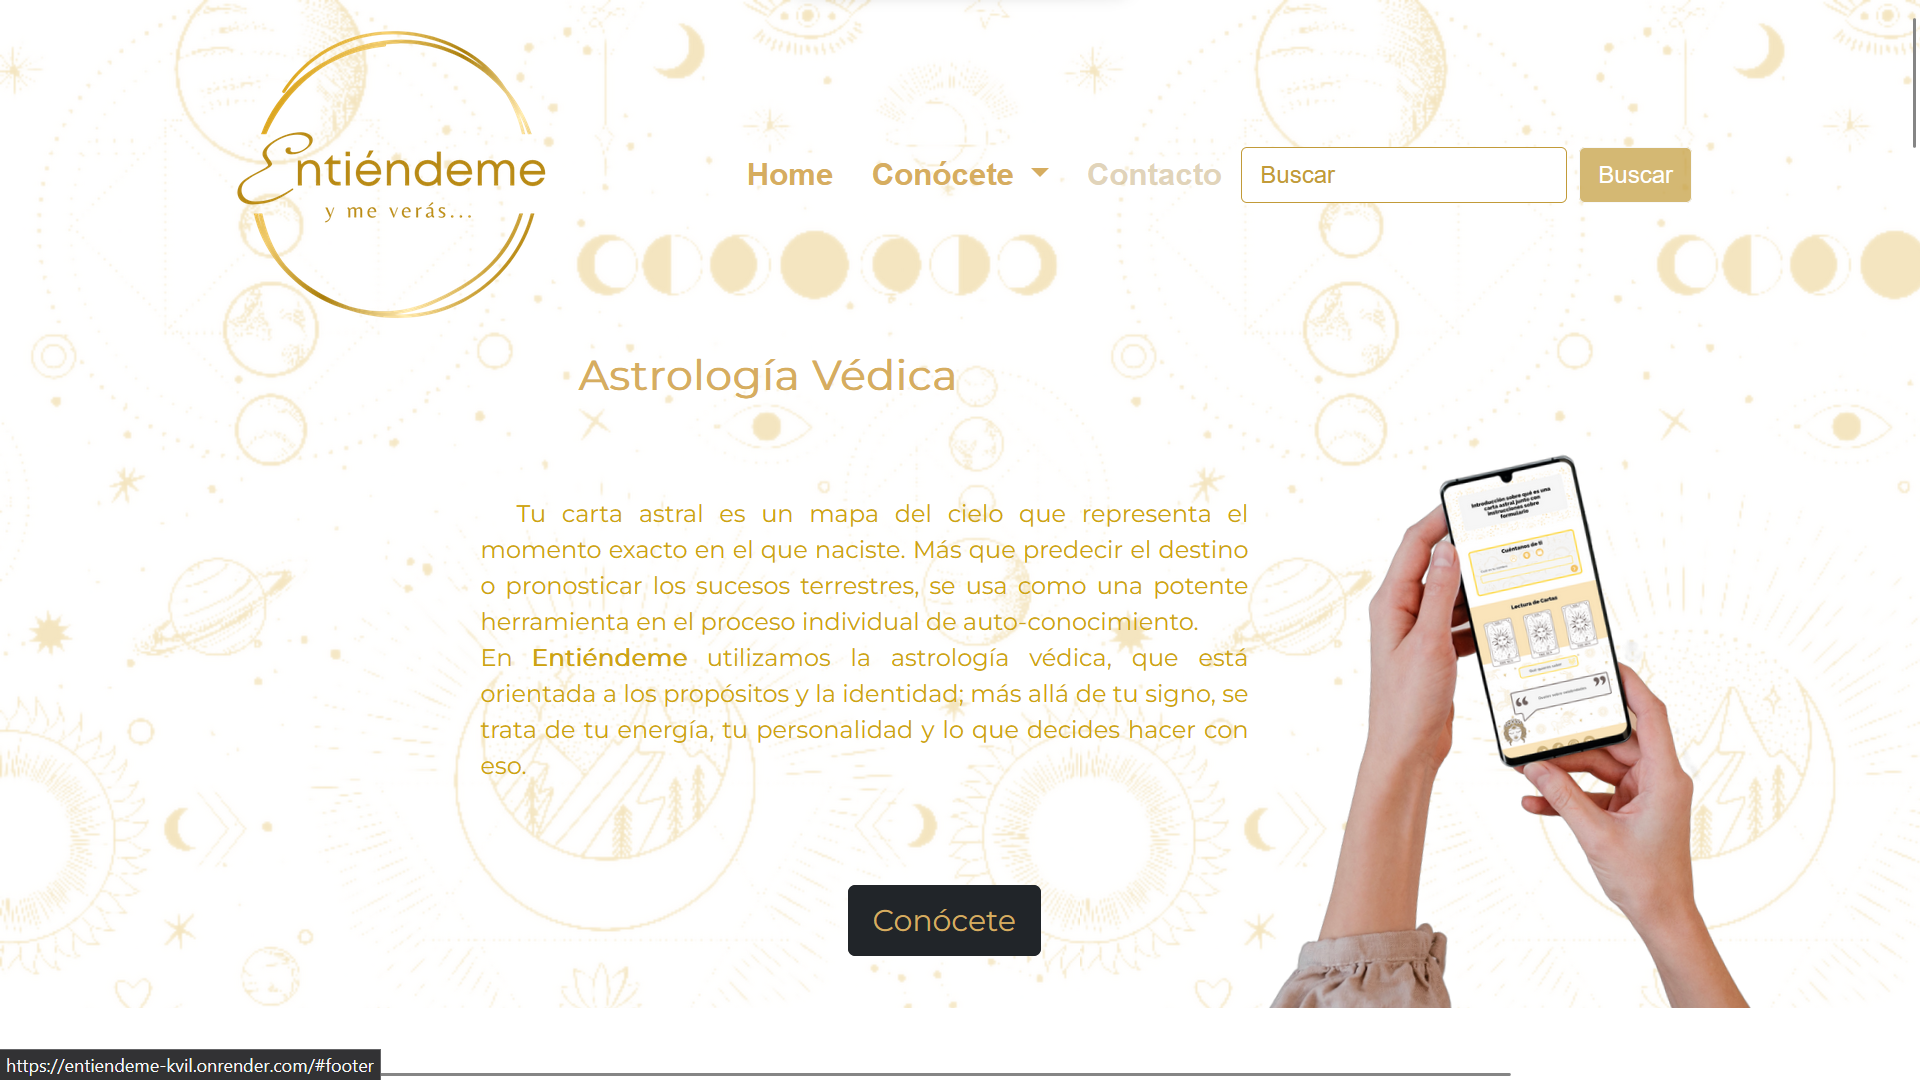 Entiéndeme
y me verás...
Home
Conócete
Contacto
Buscar
Buscar
Astrología Védica
Tu carta astral es un mapa del cielo que representa el
momento exacto en el que naciste. Más que predecir el destino
o pronosticar los sucesos terrestres, se usa como una potente
herramienta en el proceso individual de auto-conocimiento.
En Entiéndeme utilizamos la astrología védica, que está
orientada a los propósitos y la identidad; más allá de tu signo, se
trata de tu energía, tu personalidad y lo que decides hacer con
eso.
Introducción sobre qué es una
carta astral junto con
instrucciones sobre
formulario
Cuéntanos de ti
Lectura de Cartas
Conócete
https://entiendeme-kvil.onrender.com/#footer